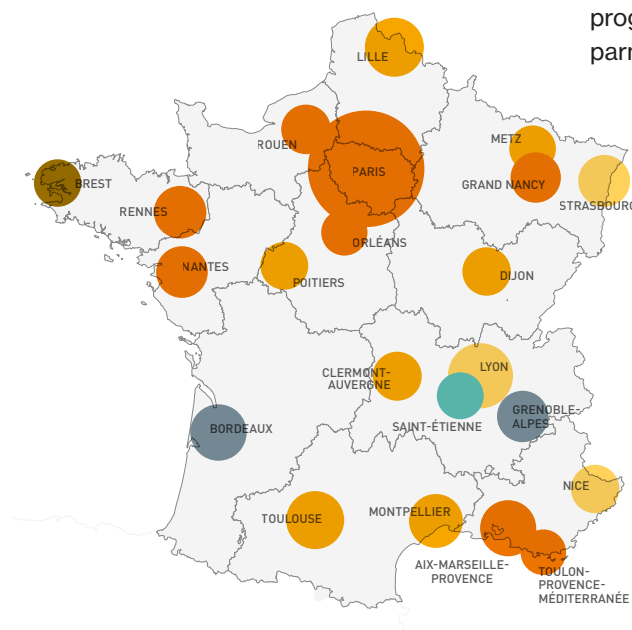 prog
parm
LILLE
ROUEN
METZ
PARIS
GRAND NANCY
BREST
STRASBOURG
RENNES
ORLÉANS
NANTES
POITIERS
DIJON
LYON
CLERMONT-
AUVERGNE
GRENOBLE-
ALPES
SAINT-ÉTIENNE
BORDEAUX
NICE
MONTPELLIER
TOULOUSE
AIX-MARSEILLE-
PROVENCE
TOULON-
PROVENCE-
MÉDITERRANÉE